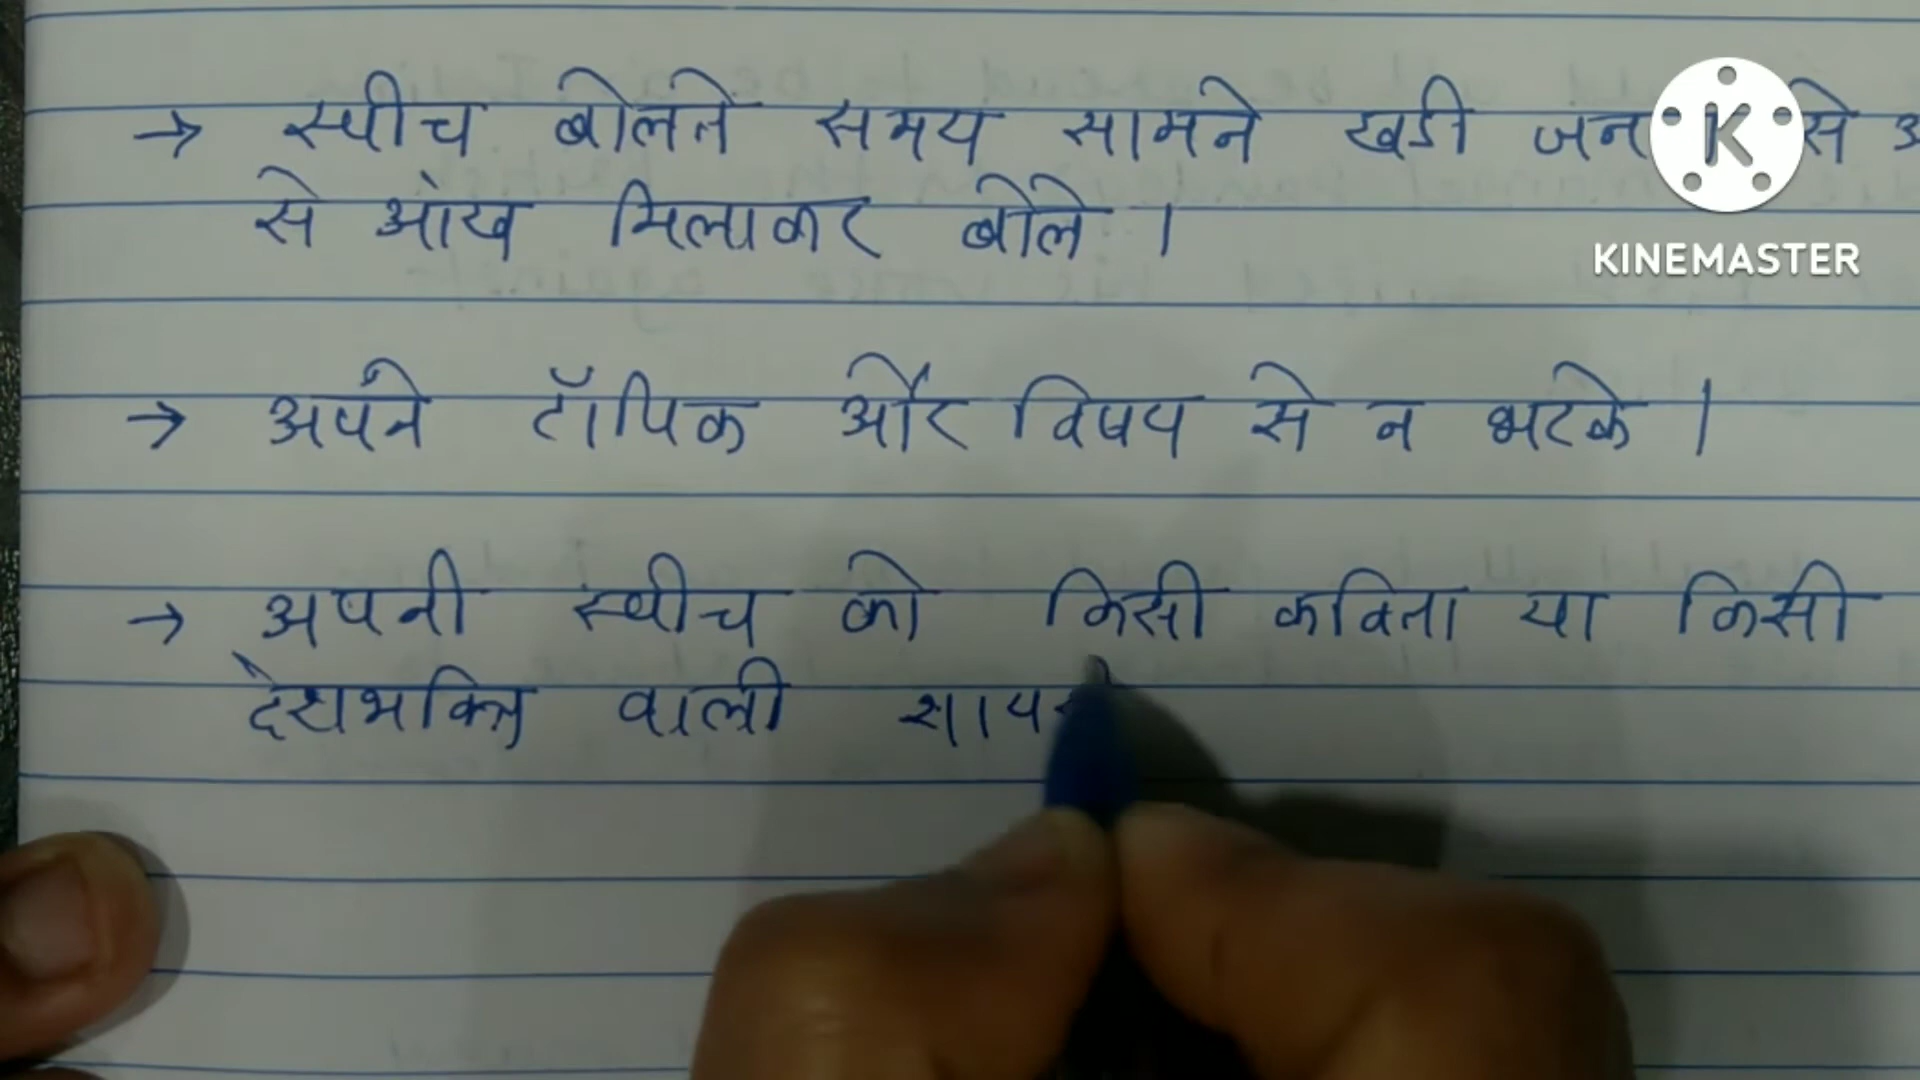 → स्पीच बोलते समय सामने खडी जन से
KINEMASTER
से आंख मिलाकर बोले ।
→ अपने टॉपिक और विषय से न भटके ।
→ अपनी स्पीच को किसी कविता या किसी
देशभक्ति वाली